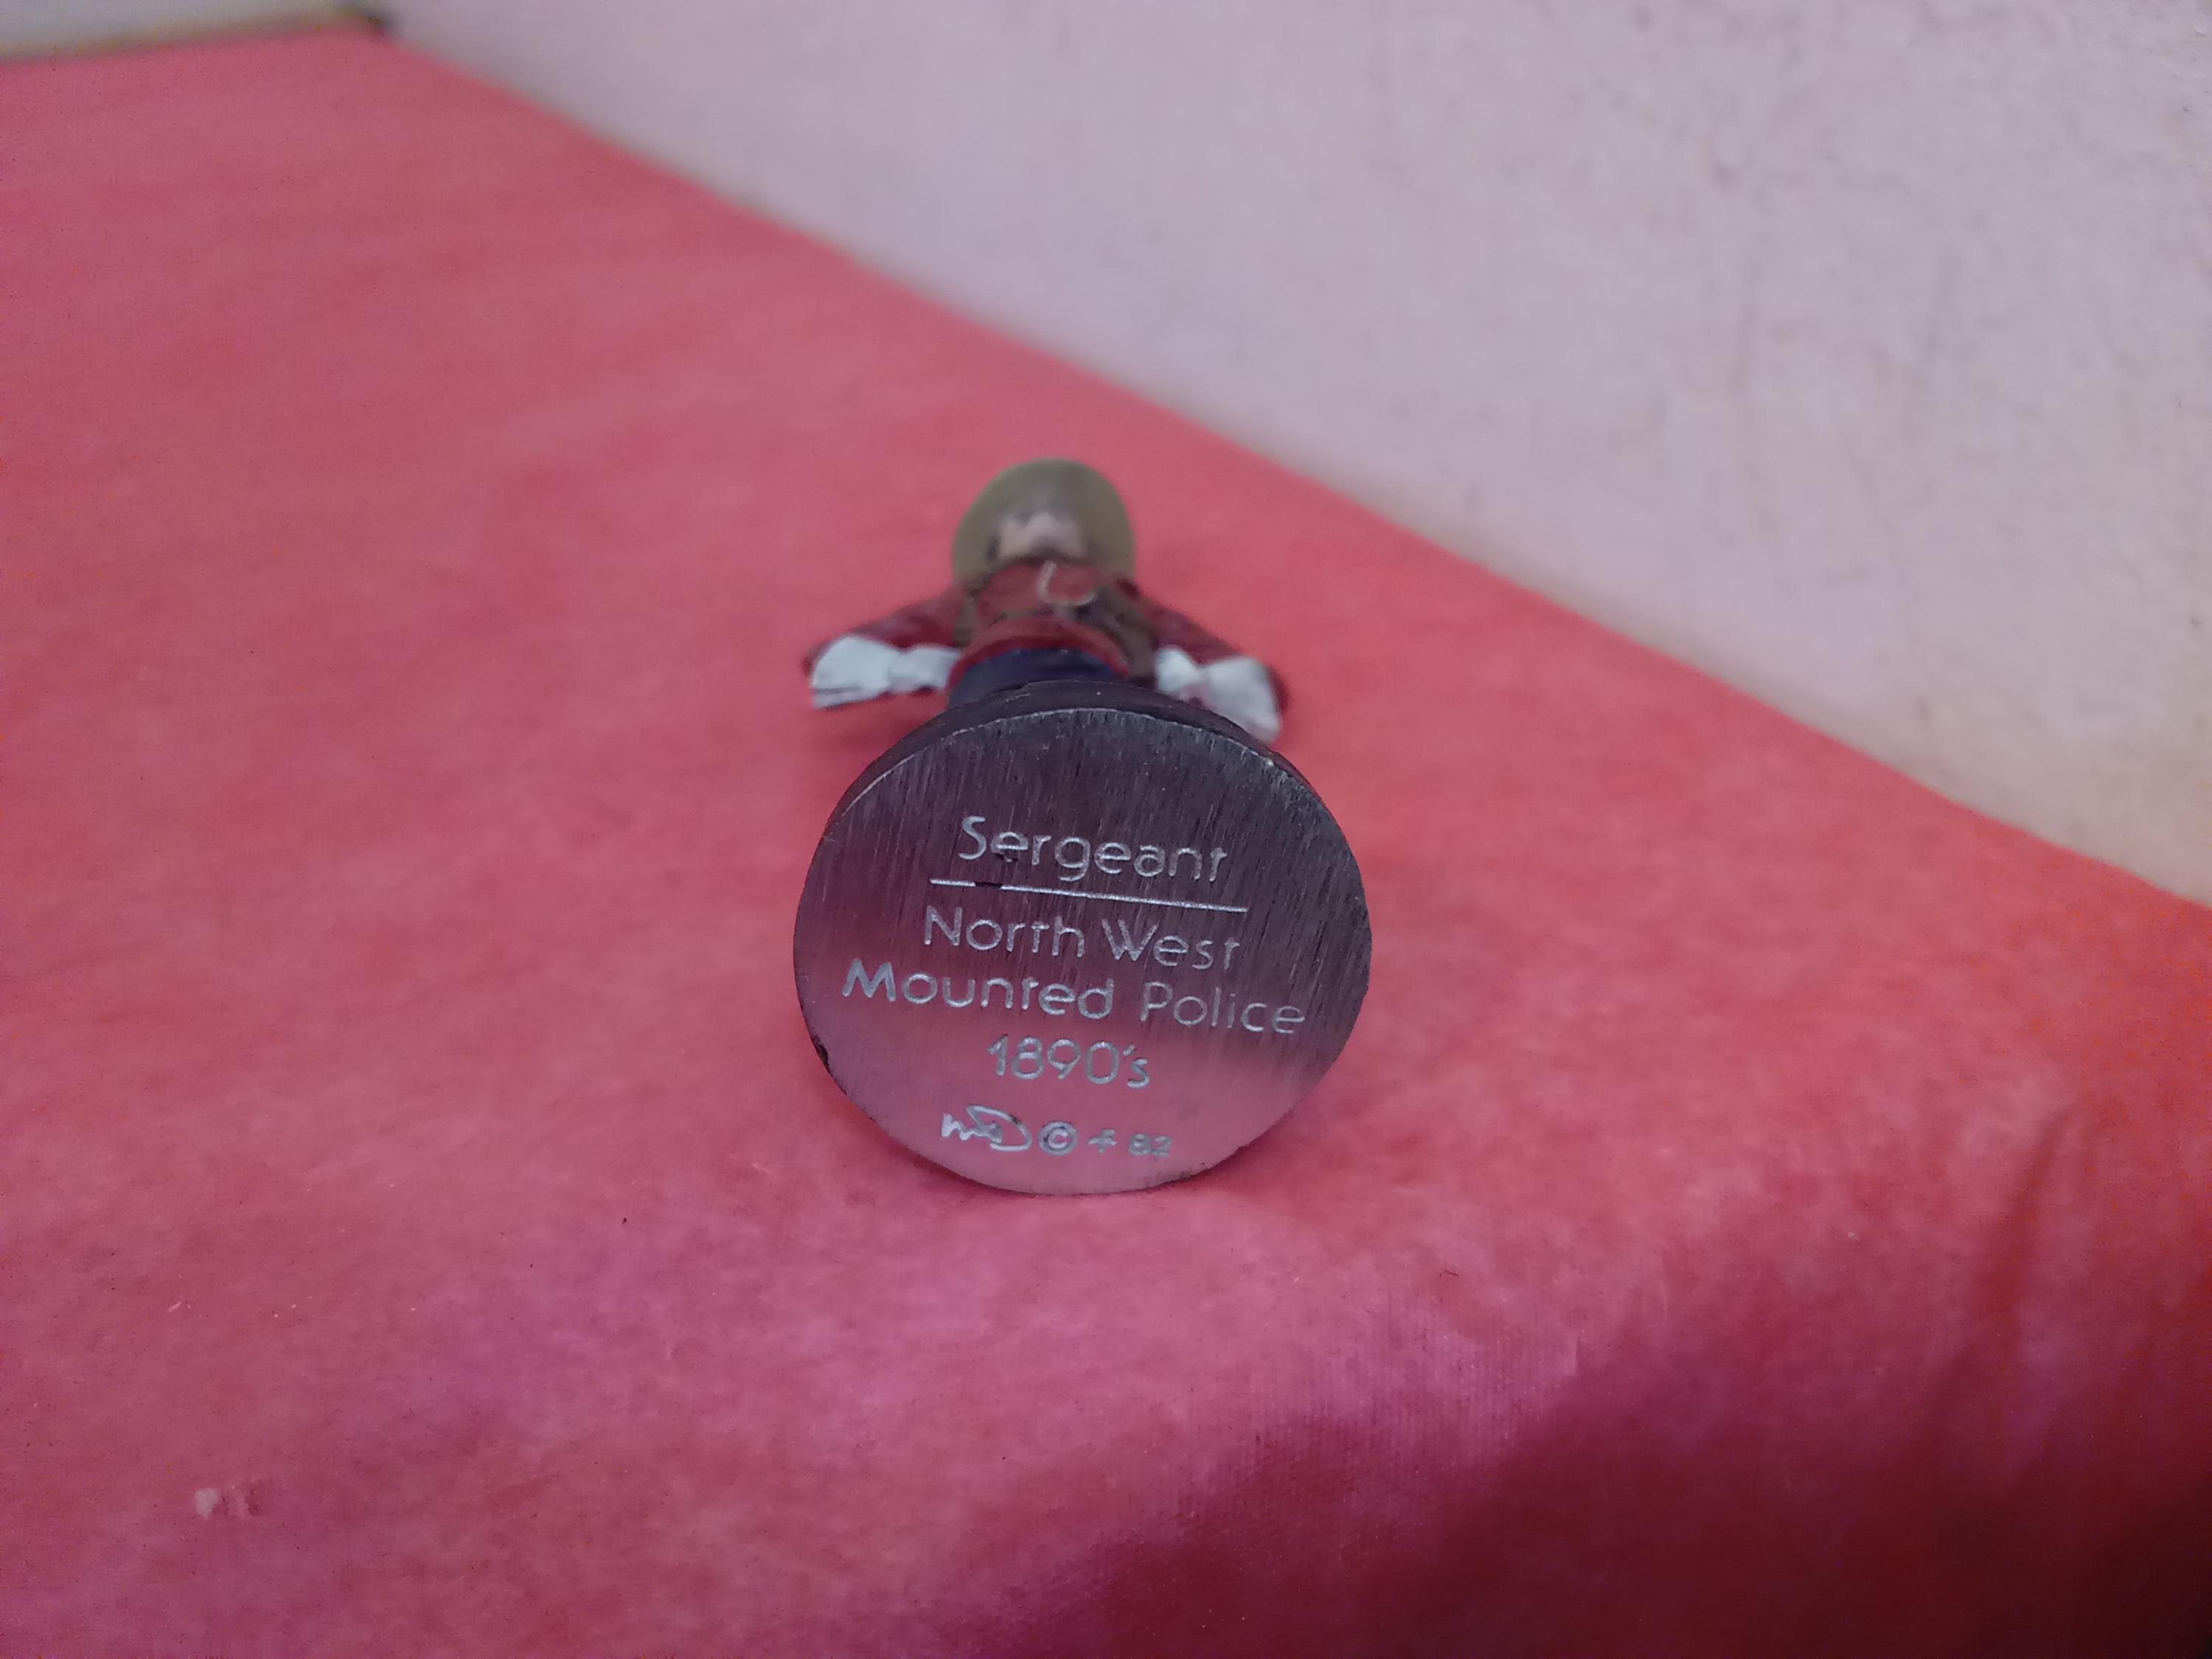 Sergeant
North West
Mounted Police
1890's
© 82